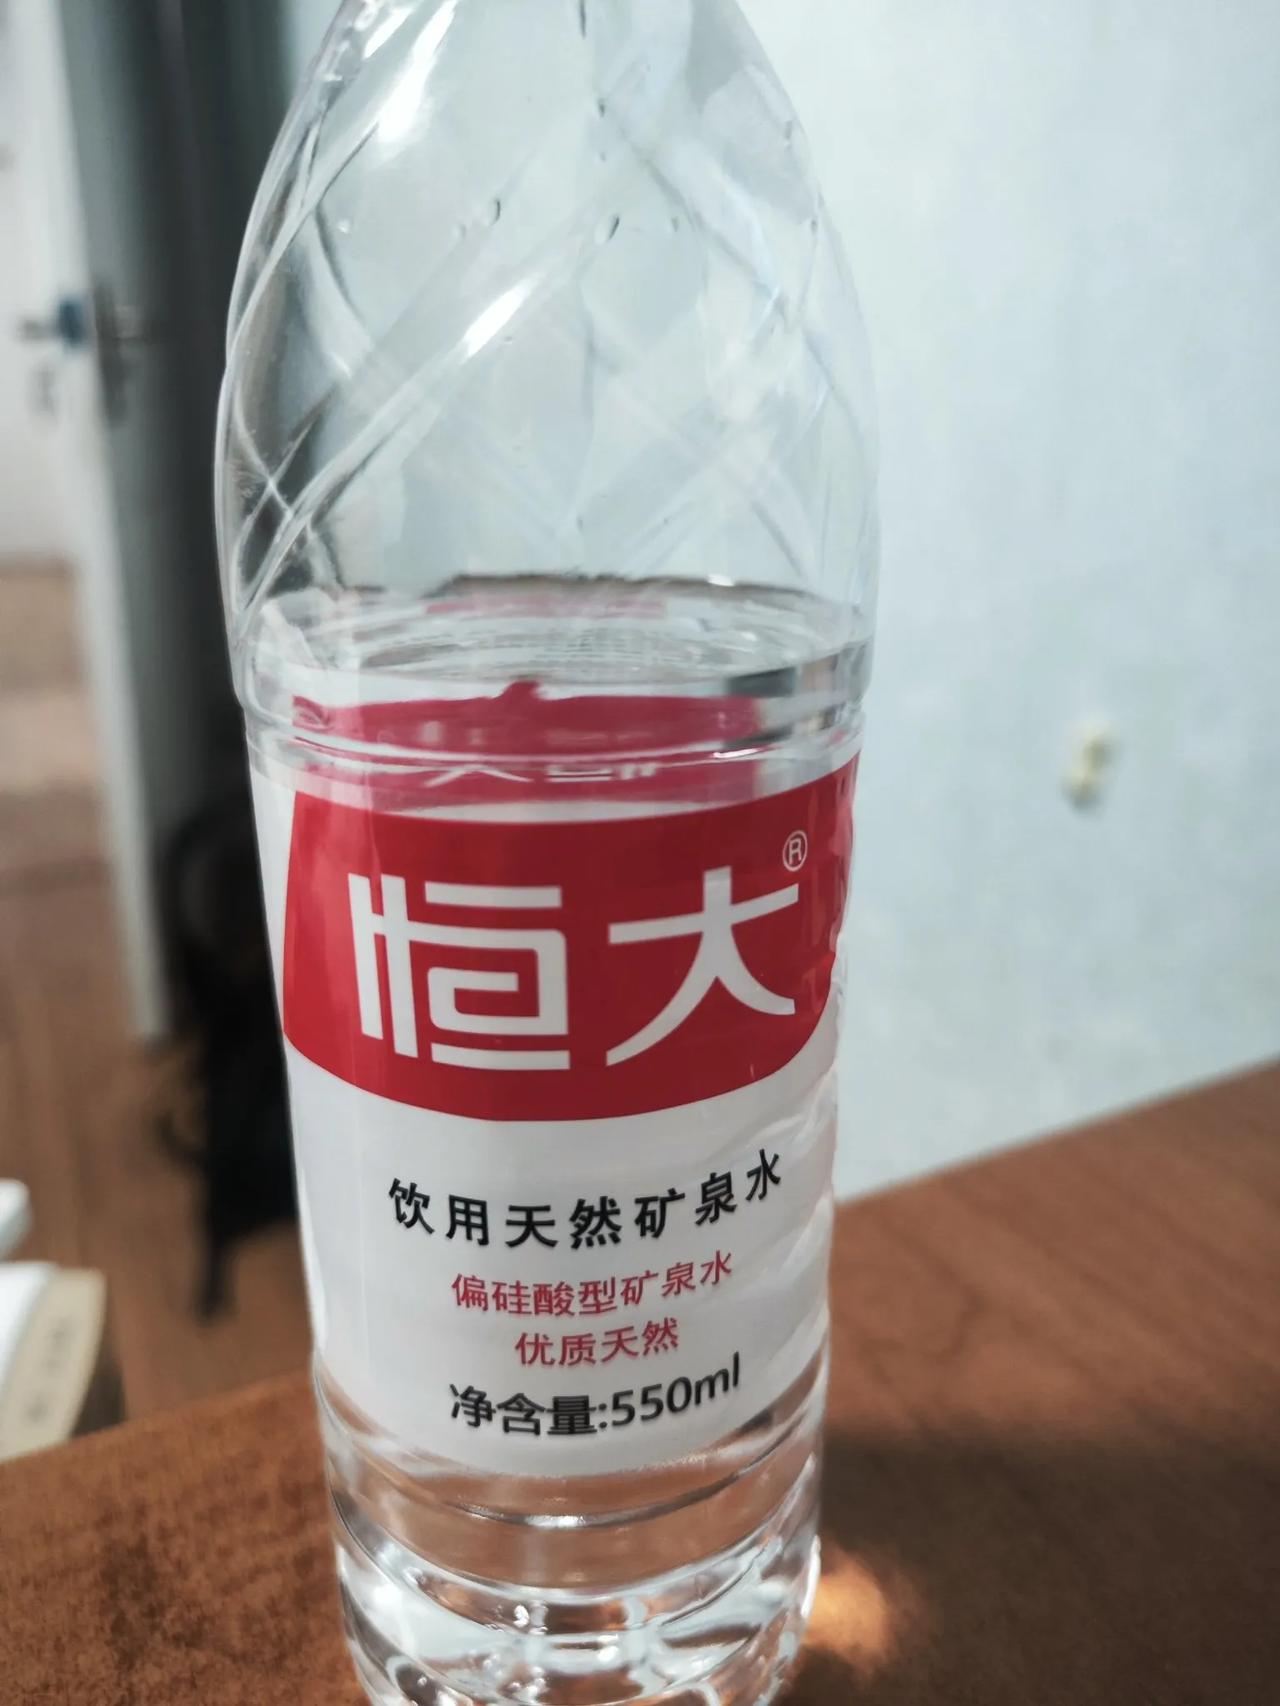 恒大®
饮用天然矿泉水
偏硅酸型矿泉水
优质天然
净含量:550ml